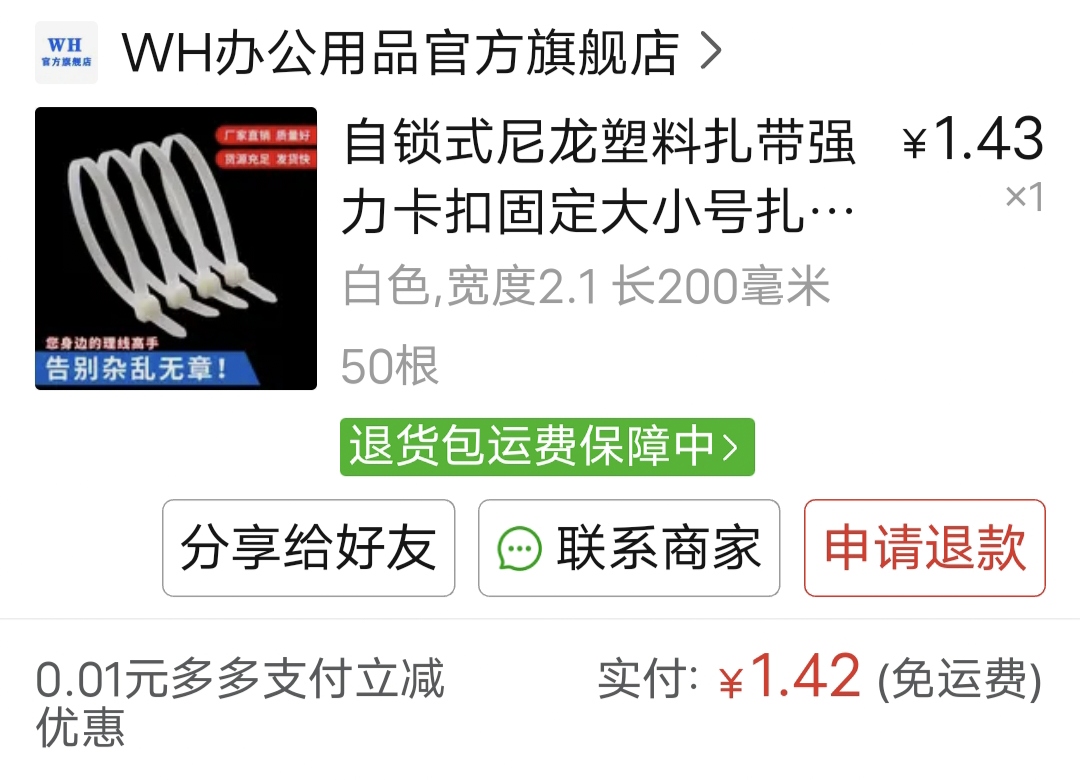 WH
官方旗舰店
WH办公用品官方旗舰店
厂家直销 质量好
货源充足 发货快
您身边的理线高手
告别杂乱无章！
自锁式尼龙塑料扎带强
¥1.43
力卡扣固定大小号扎…
×1
白色,宽度2.1 长200毫米
50根
退货包运费保障中
分享给好友
联系商家
申请退款
0.01元多多支付立减
优惠
实付: ¥1.42 (免运费)